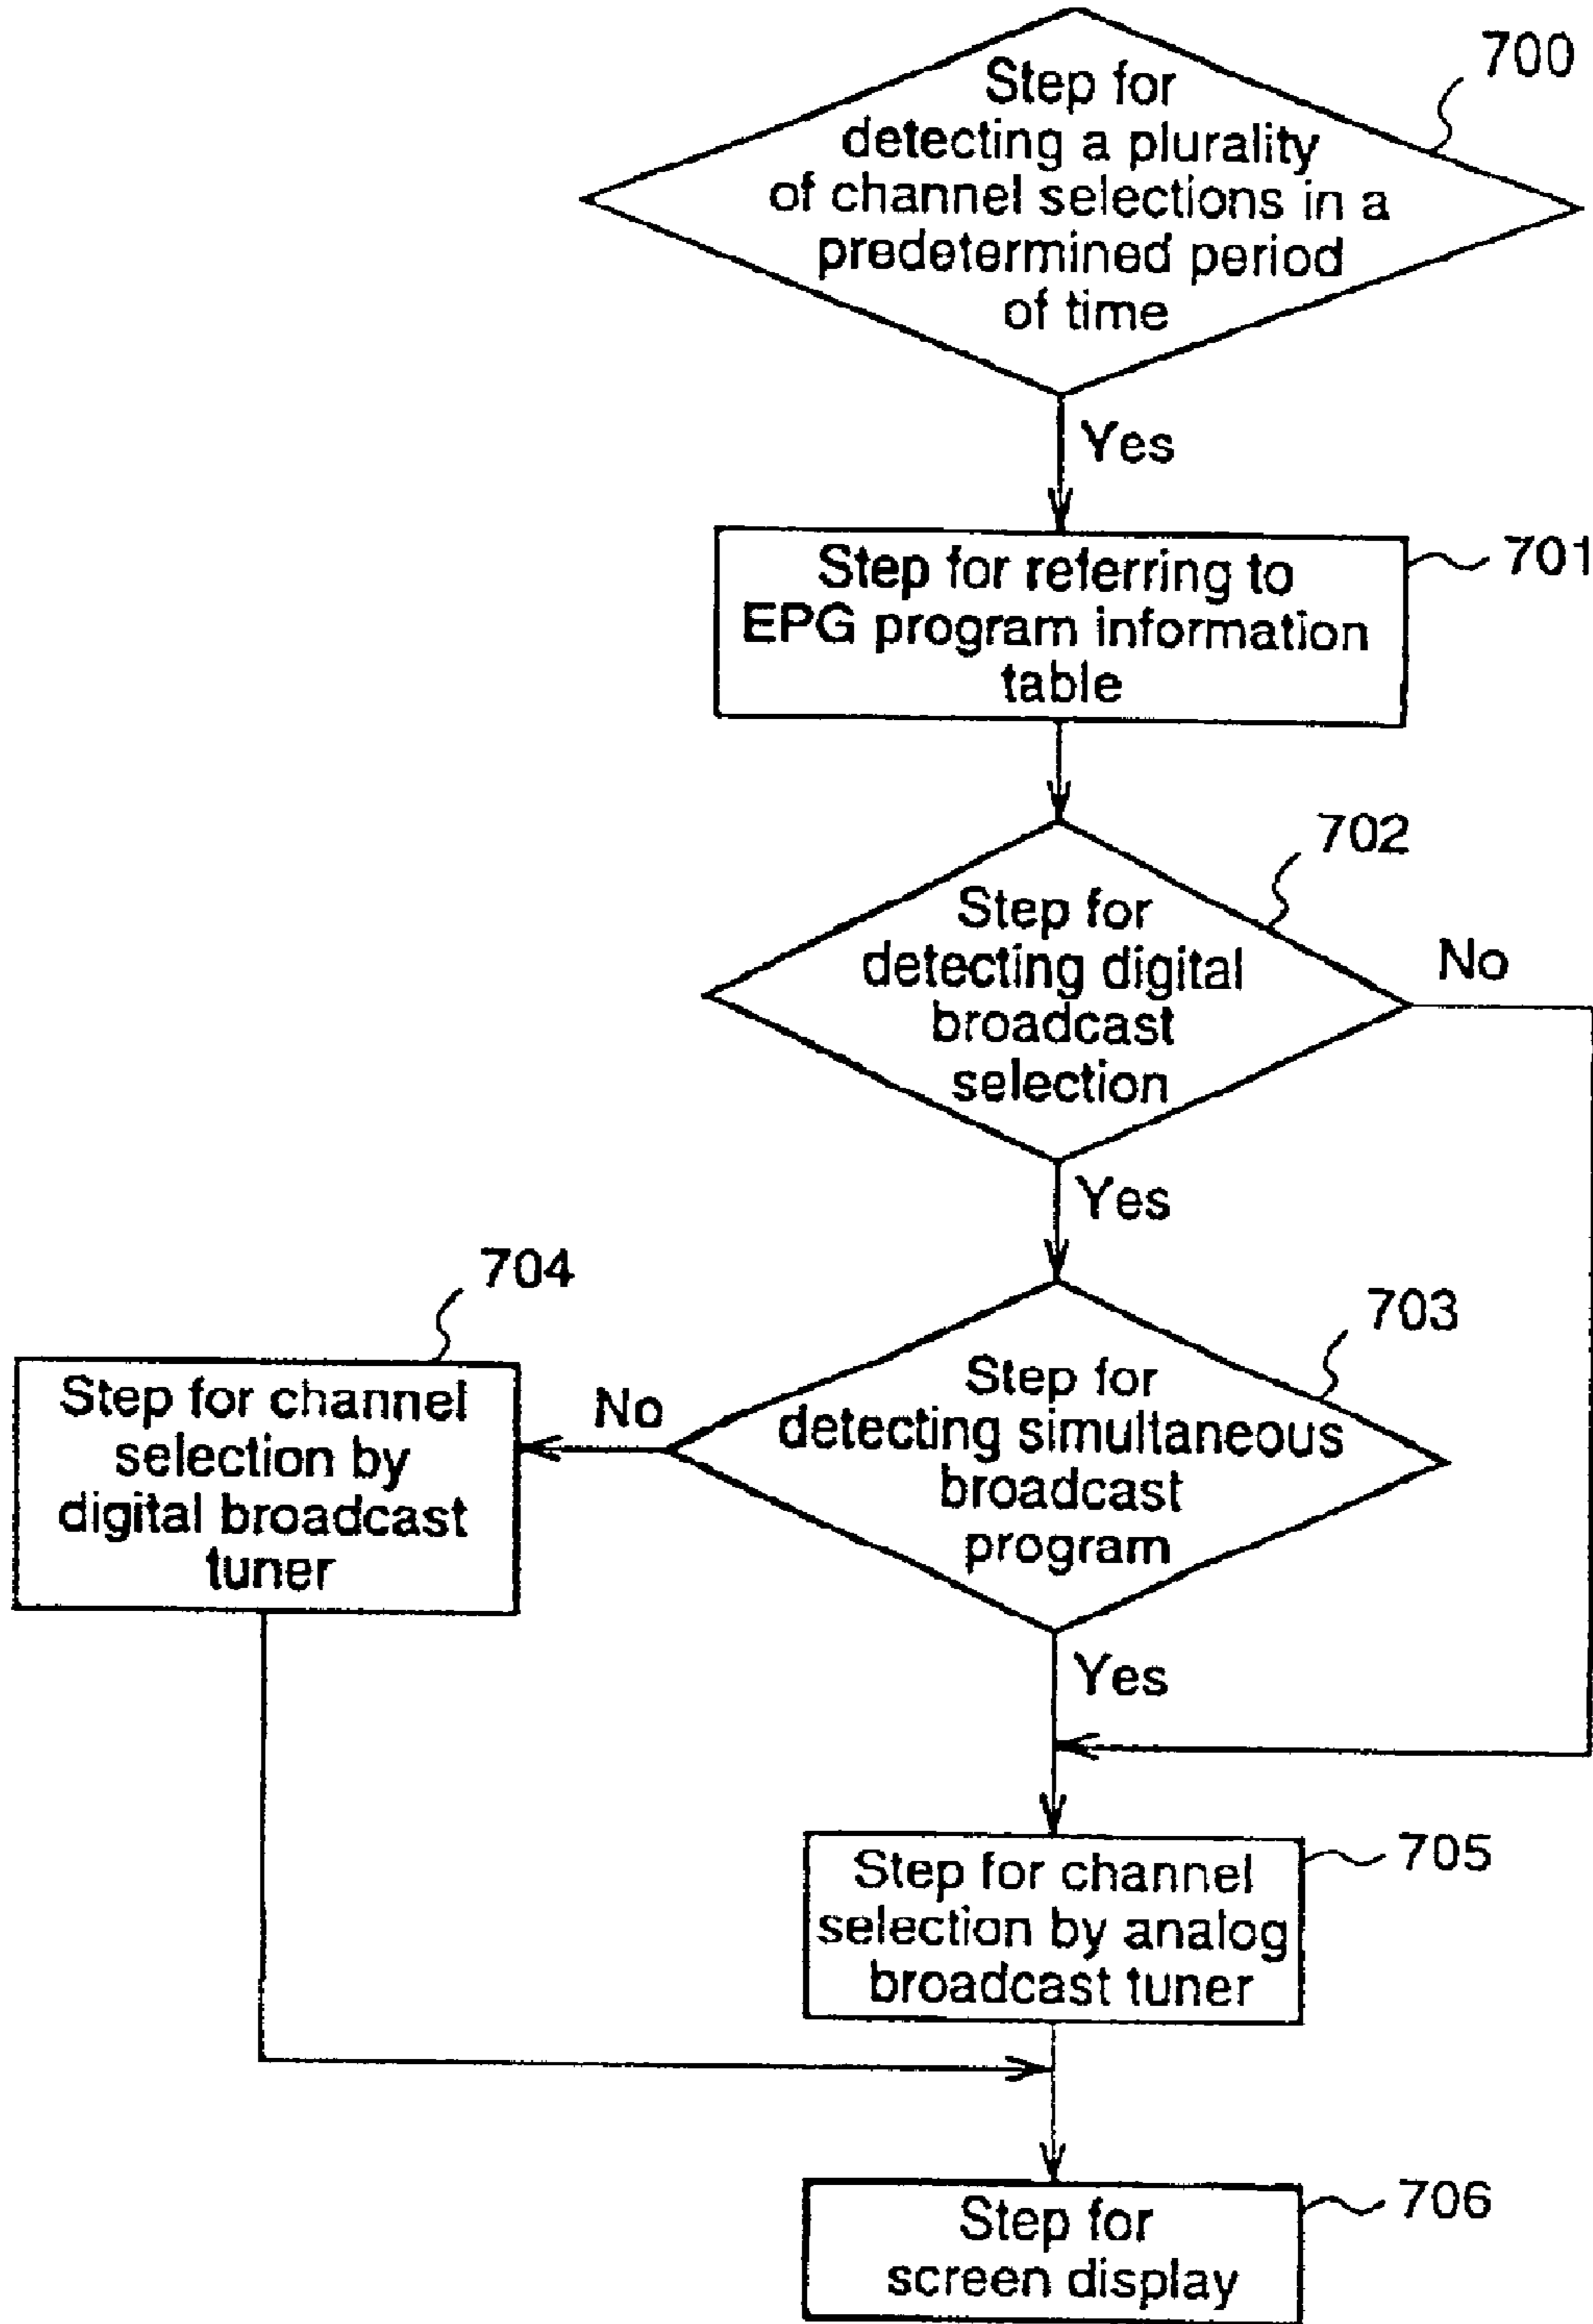 Step for
detecting a plurality
of channel selections in a
predetermined period
of time
700
Yes
Step for referring to
EPG program information
table
701
Step for
detecting digital
broadcast
selection
702
No
Yes
Step for
detecting simultaneous
broadcast
program
703
No
704
Step for channel
selection by
digital broadcast
tuner
Yes
Step for channel
selection by analog
broadcast tuner
705
Step for
screen display
706